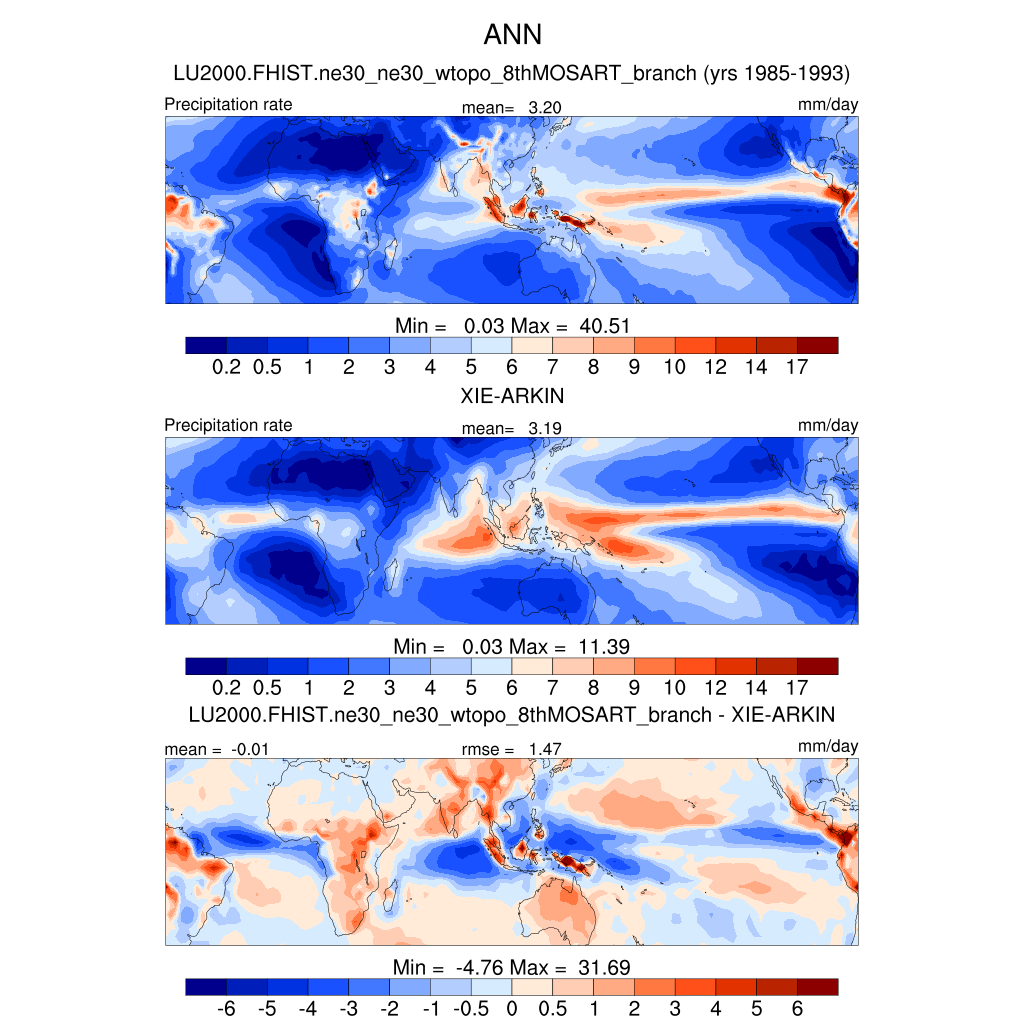 ANN
LU2000.FHIST.ne30_ne30_wtopo_8thMOSART_branch (yrs 1985-1993)
Precipitation rate mean= 3.20 mm/day
Min = 0.03 Max = 40.51
0.2 0.5 1 2 3 4 5 6 7 8 9 10 12 14 17
XIE-ARKIN
Precipitation rate mean= 3.19 mm/day
Min = 0.03 Max = 11.39
0.2 0.5 1 2 3 4 5 6 7 8 9 10 12 14 17
LU2000.FHIST.ne30_ne30_wtopo_8thMOSART_branch - XIE-ARKIN
mean = -0.01 rmse = 1.47 mm/day
Min = -4.76 Max = 31.69
-6 -5 -4 -3 -2 -1 -0.5 0 0.5 1 2 3 4 5 6